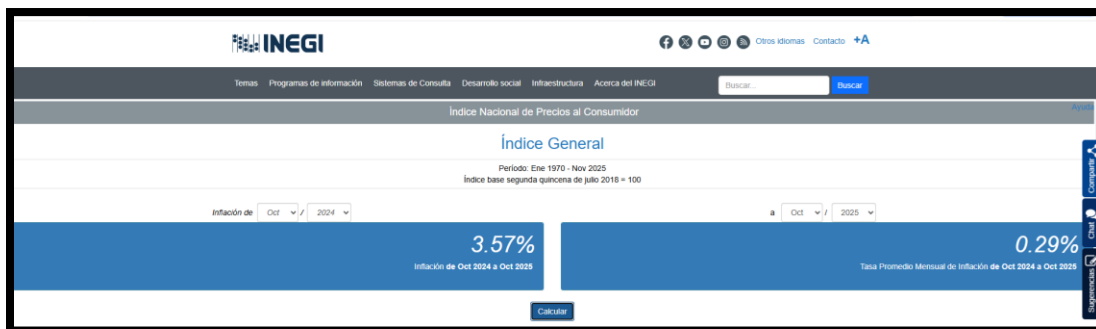 INEGI
Otros idiomas Contacto +A
Temas Programas de información Sistemas de Consulta Desarrollo social Infraestructura Acerca del INEGI Buscar... Buscar
Índice Nacional de Precios al Consumidor
Ayuda
Índice General
Periodo: Ene 1970 - Nov 2025
Índice base segunda quincena de julio 2018 = 100
Compartir
Inflación de Oct / 2024 a Oct / 2025
Chat
3.57% 0.29%
Inflación de Oct 2024 a Oct 2025 Tasa Promedio Mensual de Inflación de Oct 2024 a Oct 2025
Sugerencias
Calcular